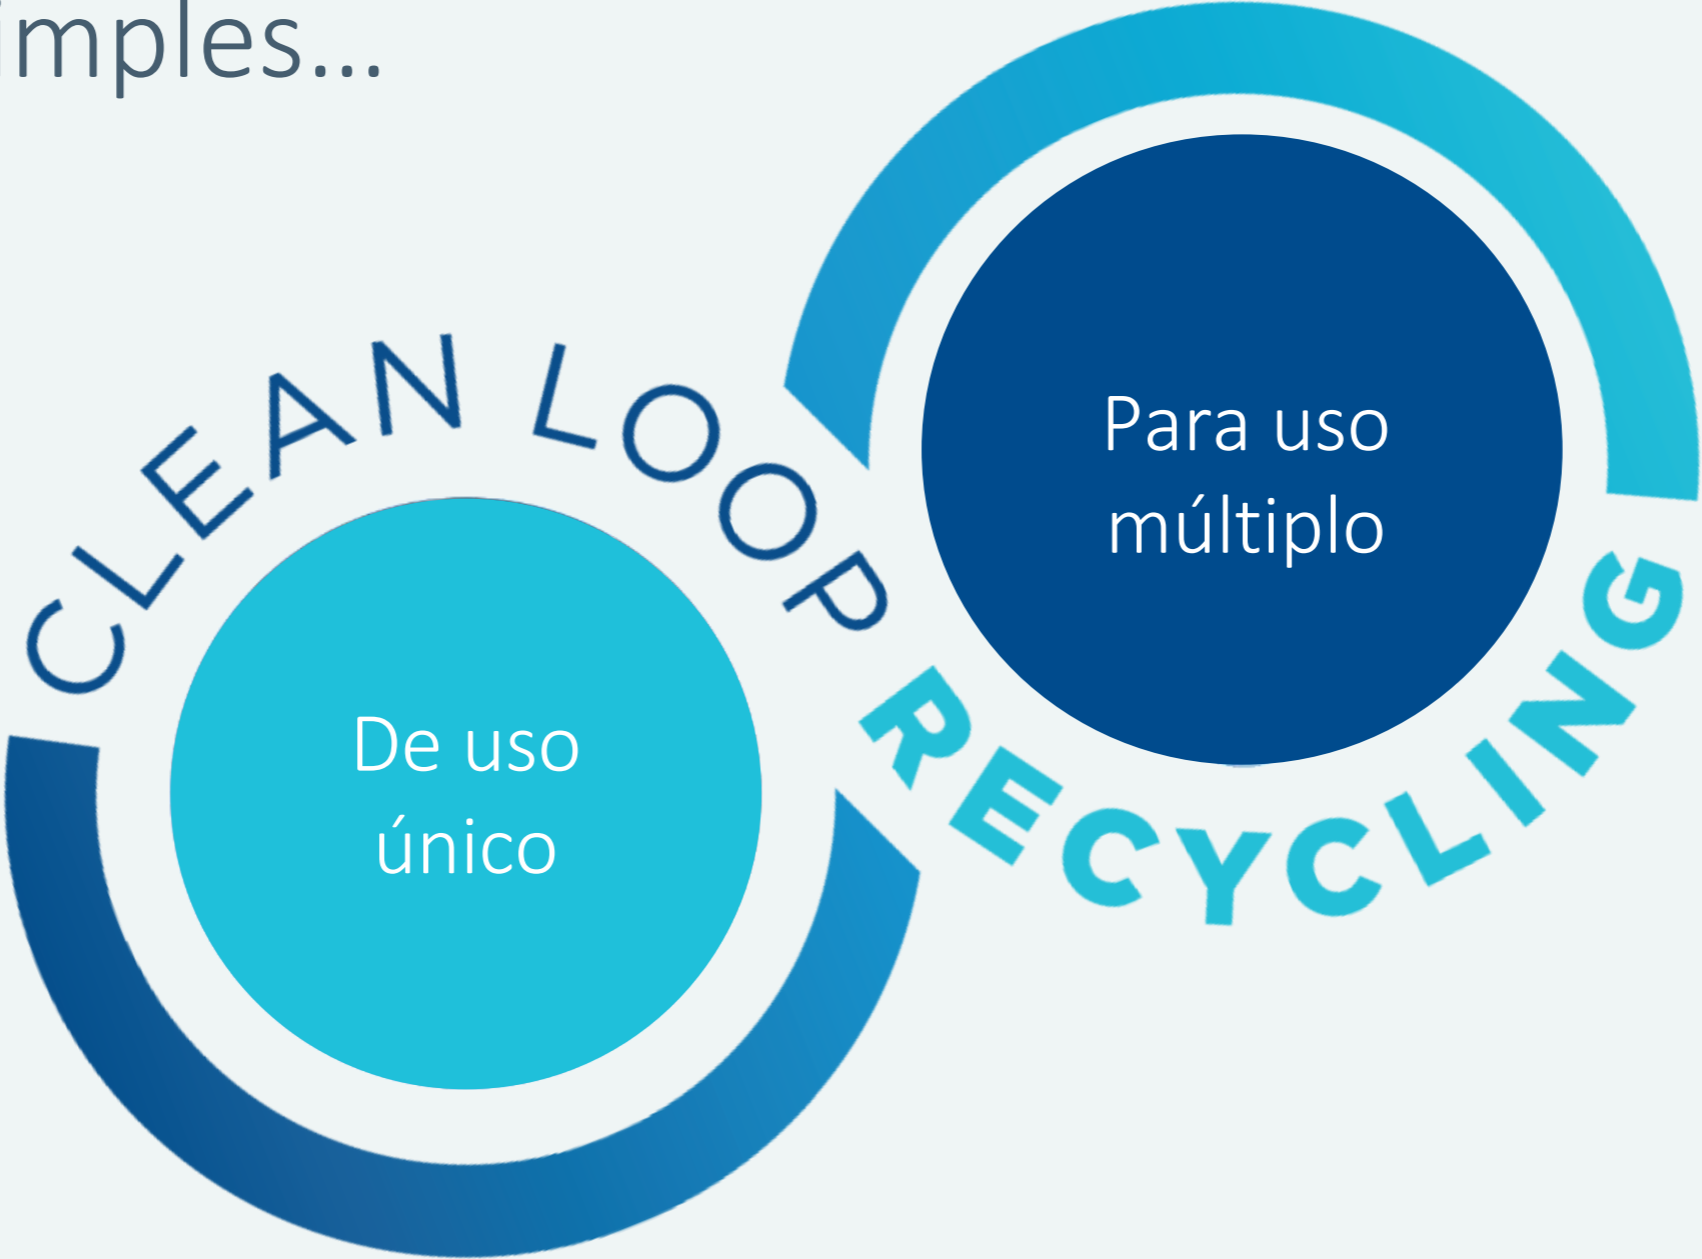 imples...
CLEAN LOOP
RECYCLING
Para uso
múltiplo
De uso
único